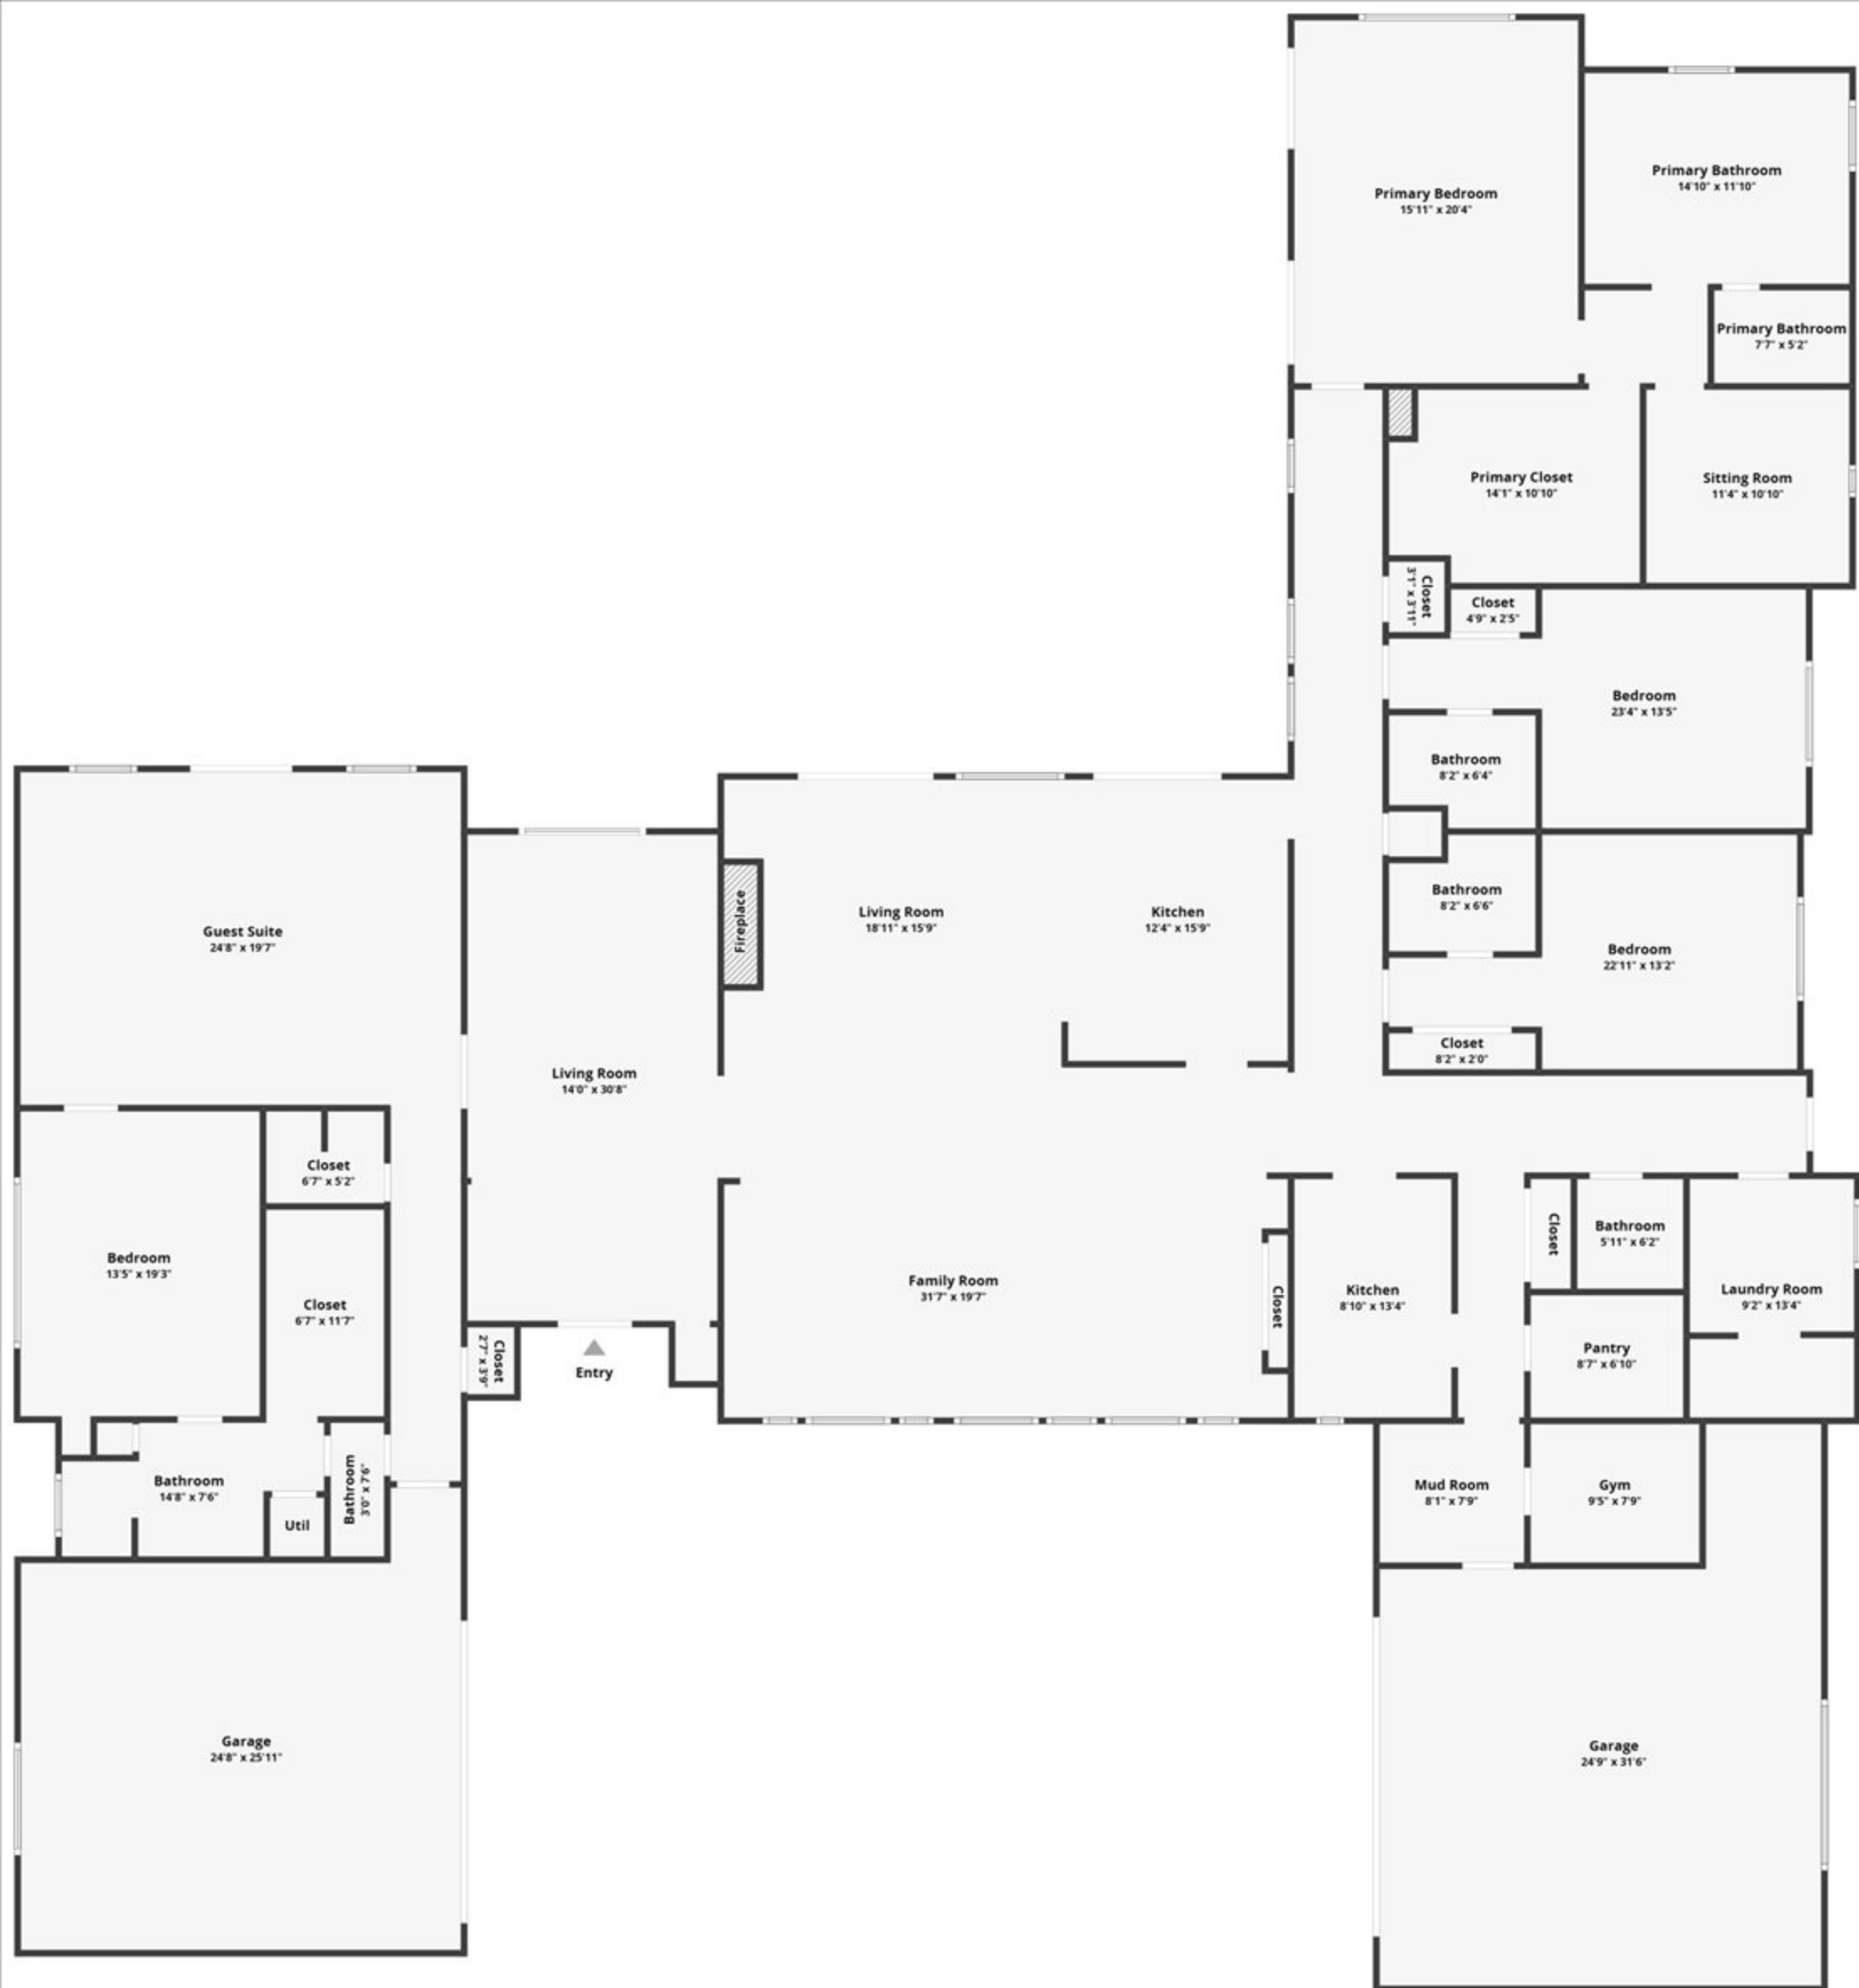 Primary Bedroom
15'11" x 20'4"
Primary Bathroom
14'10" x 11'10"
Primary Bathroom
7'7" x 5'2"
Primary Closet
14'1" x 10'10"
Sitting Room
11'4" x 10'10"
Closet
3'1" x 3'11"
Closet
4'9" x 2'5"
Bedroom
23'4" x 13'5"
Bathroom
8'2" x 6'4"
Bathroom
8'2" x 6'6"
Bedroom
22'11" x 13'2"
Closet
8'2" x 2'0"
Guest Suite
24'8" x 19'7"
Living Room
14'0" x 30'8"
Fireplace
Living Room
18'11" x 15'9"
Kitchen
12'4" x 15'9"
Closet
6'7" x 5'2"
Bedroom
13'5" x 19'3"
Closet
6'7" x 11'7"
Closet
2'7" x 3'9"
Entry
Family Room
31'7" x 19'7"
Closet
Kitchen
8'10" x 13'4"
Closet
Bathroom
5'11" x 6'2"
Laundry Room
9'2" x 13'4"
Pantry
8'7" x 6'10"
Bathroom
14'8" x 7'6"
Util
Bathroom
3'0" x 7'6"
Mud Room
8'1" x 7'9"
Gym
9'5" x 7'9"
Garage
24'8" x 25'11"
Garage
24'9" x 31'6"